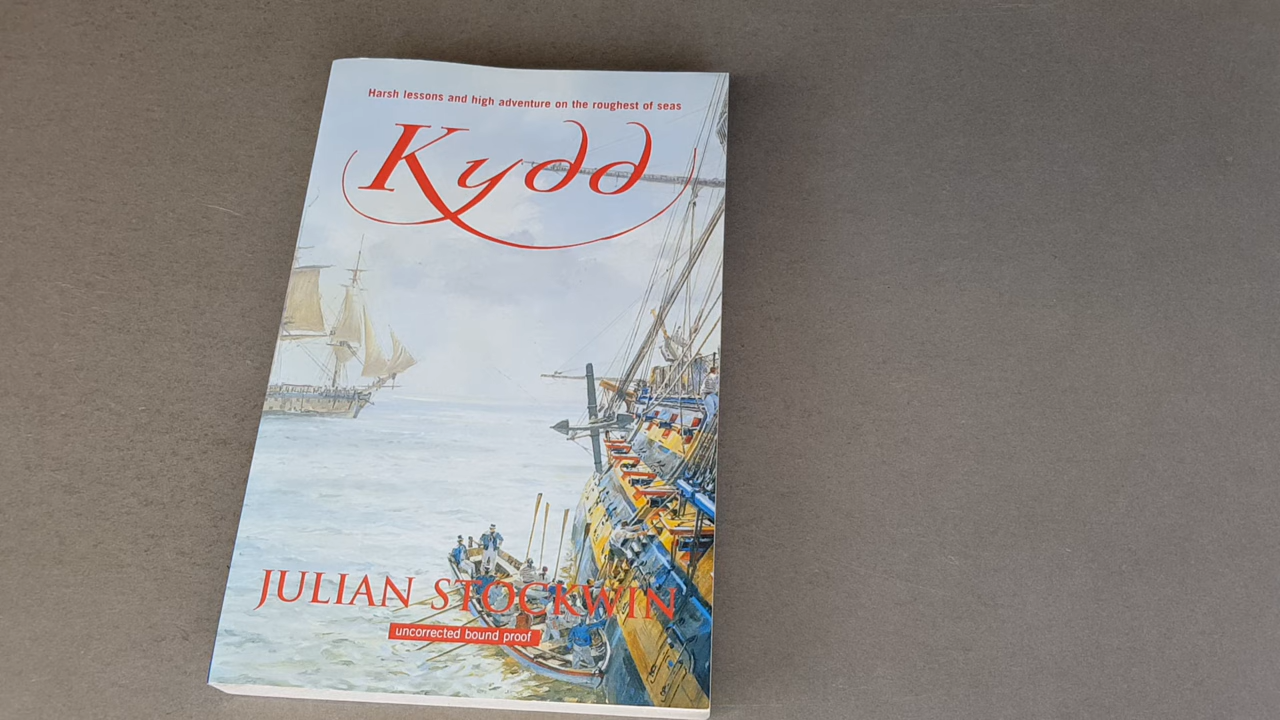 Harsh lessons and high adventure on the roughest of seas
Kydd
JULIAN STOCKWIN
uncorrected bound proof